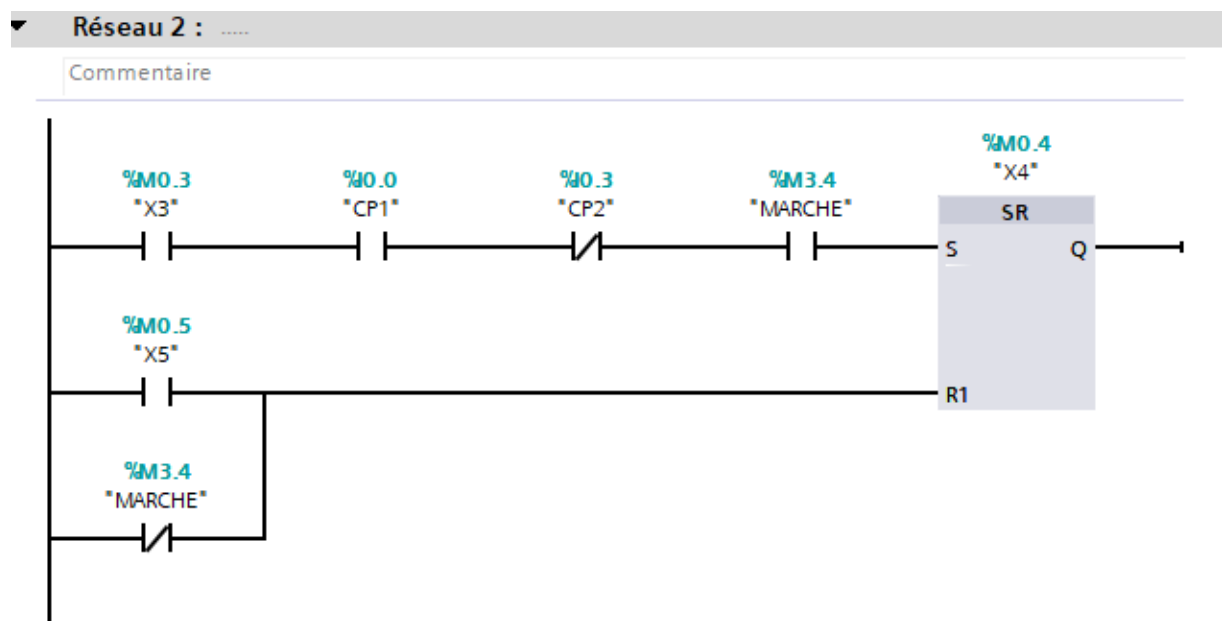 Réseau 2 : .....
Commentaire
%M0.4
"X4"
%M0.3 %I0.0 %I0.3 %M3.4
"X3" "CP1" "CP2" "MARCHE"
SR
S Q
%M0.5
"X5"
R1
%M3.4
"MARCHE"